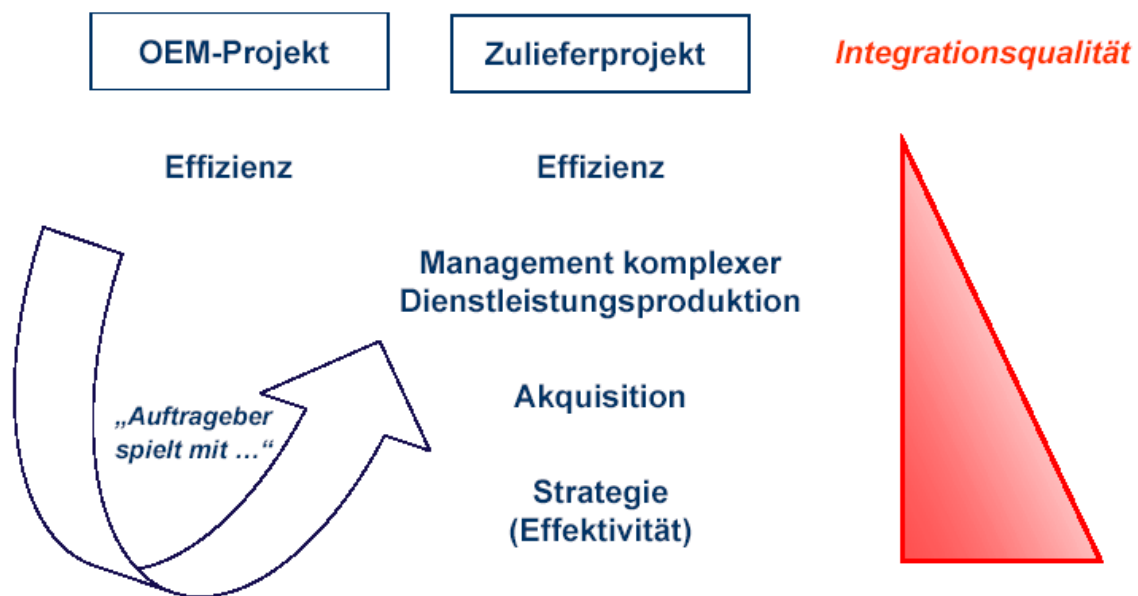 OEM-Projekt
Zulieferprojekt
Integrationsqualität
Effizienz
Effizienz
Management komplexer
Dienstleistungsproduktion
„Auftrageber
spielt mit …“
Akquisition
Strategie
(Effektivität)